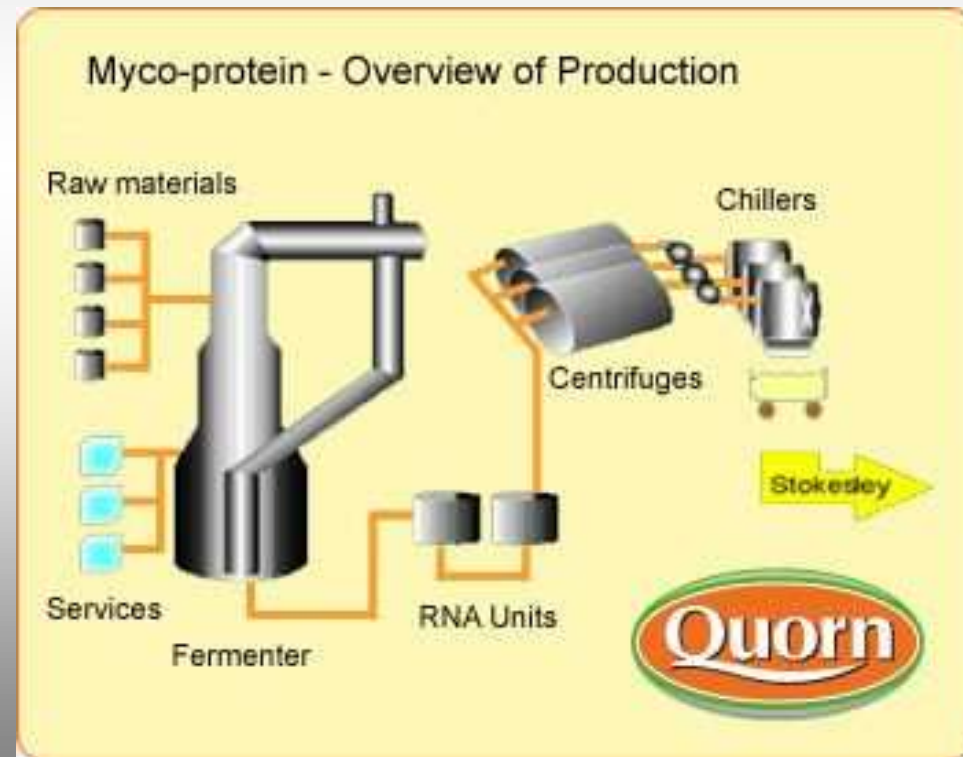 Myco-protein - Overview of Production
Raw materials
Chillers
Centrifuges
Stokesley
Services
RNA Units
Fermenter
Quorn